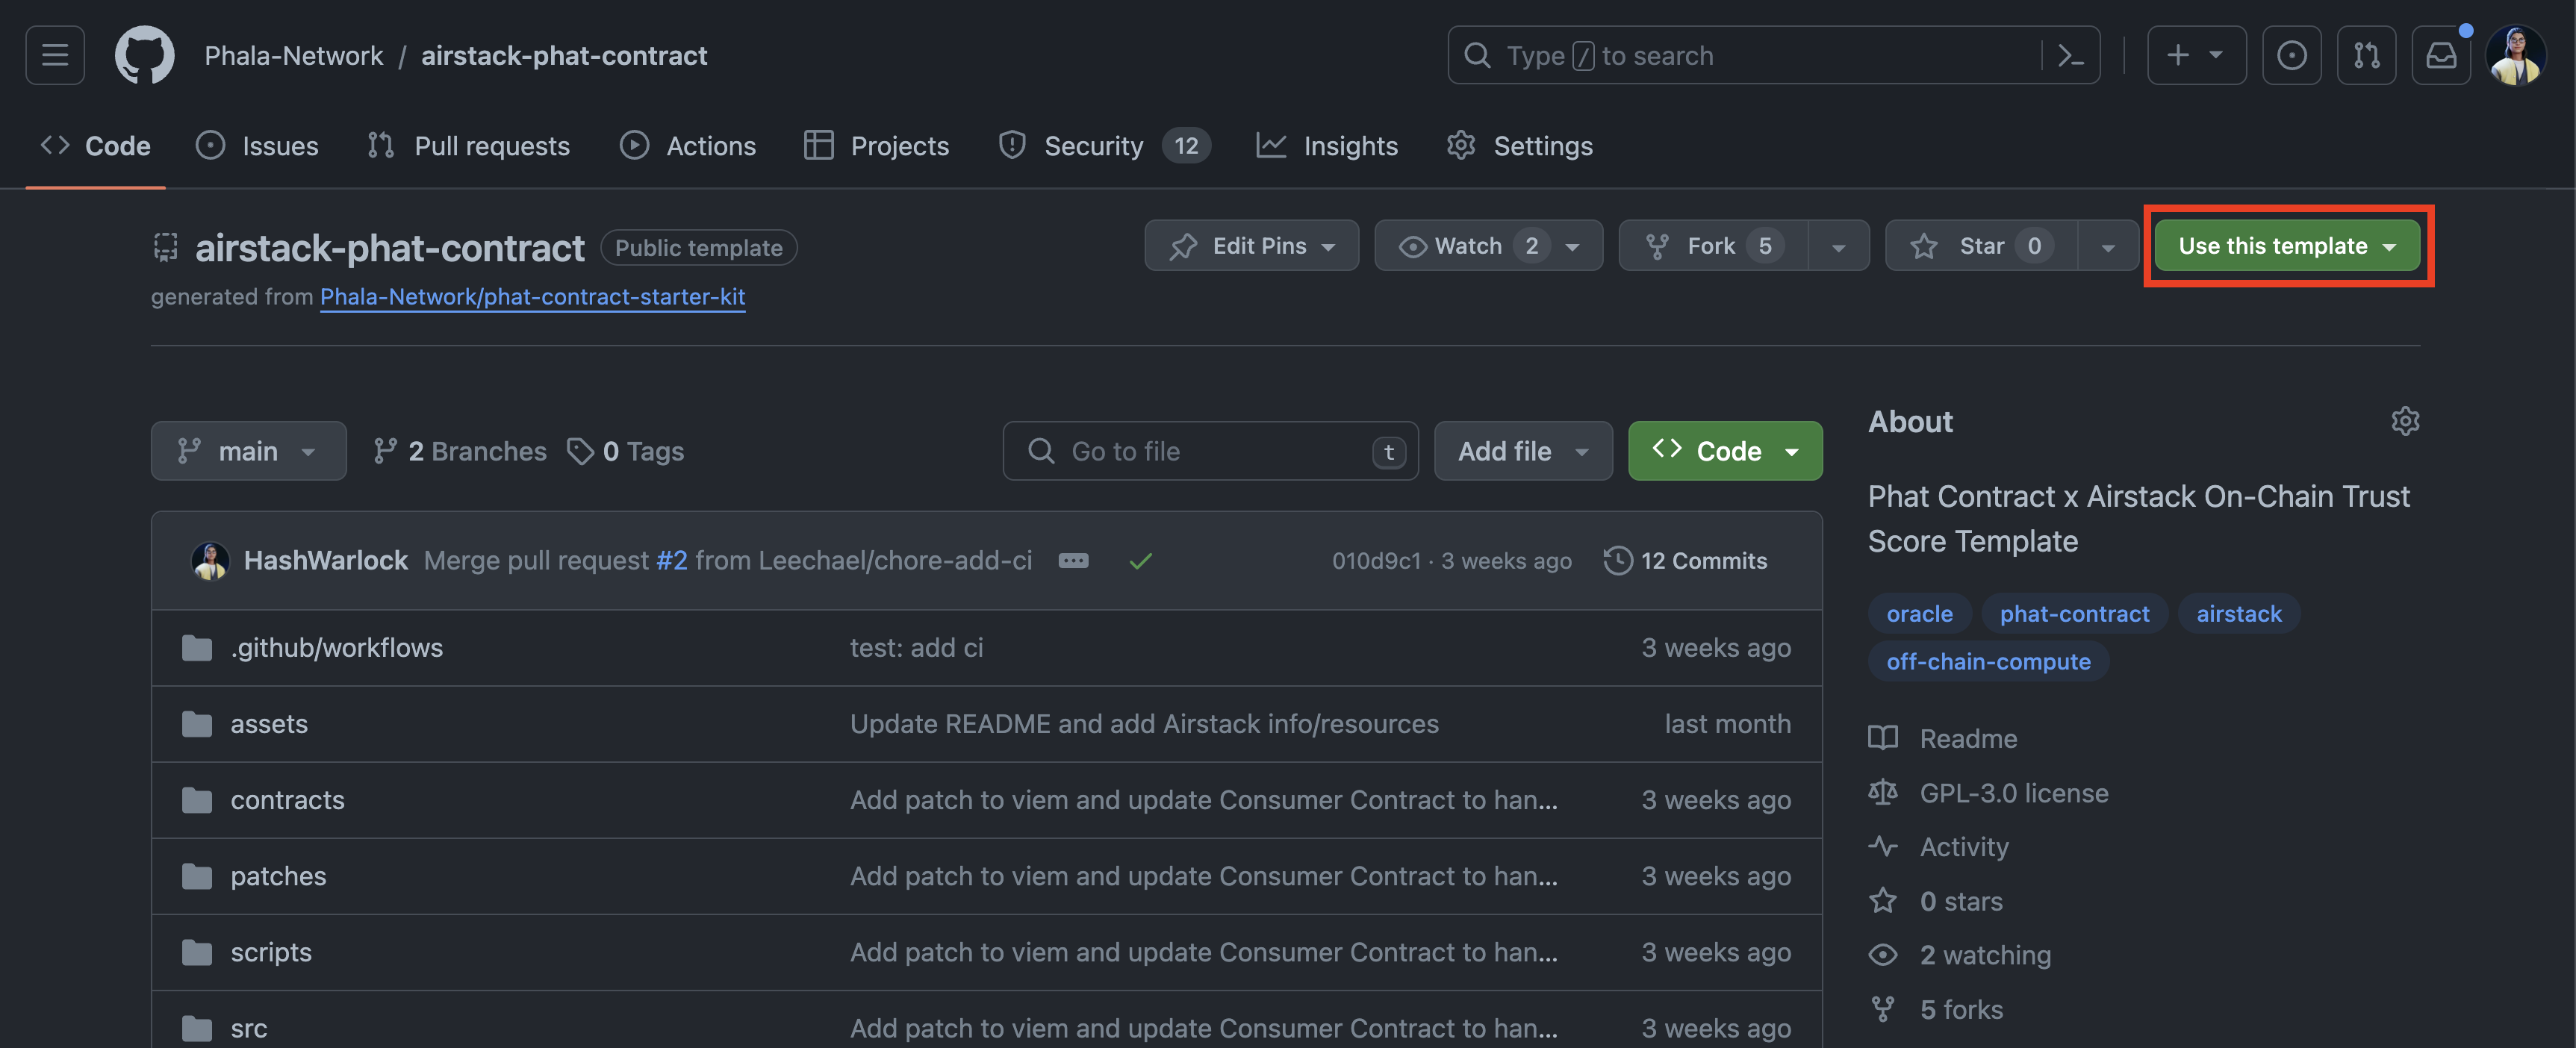 Phala-Network / airstack-phat-contract
Type / to search
Code Issues Pull requests Actions Projects Security 12 Insights Settings
airstack-phat-contract Public template
Edit Pins Watch 2 Fork 5 Star 0 Use this template
generated from Phala-Network/phat-contract-starter-kit
main 2 Branches 0 Tags Go to file t Add file Code
HashWarlock Merge pull request #2 from Leechael/chore-add-ci 010d9c1 · 3 weeks ago 12 Commits
.github/workflows test: add ci 3 weeks ago
assets Update README and add Airstack info/resources last month
contracts Add patch to viem and update Consumer Contract to han... 3 weeks ago
patches Add patch to viem and update Consumer Contract to han... 3 weeks ago
scripts Add patch to viem and update Consumer Contract to han... 3 weeks ago
src Add patch to viem and update Consumer Contract to han... 3 weeks ago
About
Phat Contract x Airstack On-Chain Trust
Score Template
oracle phat-contract airstack
off-chain-compute
Readme
GPL-3.0 license
Activity
0 stars
2 watching
5 forks